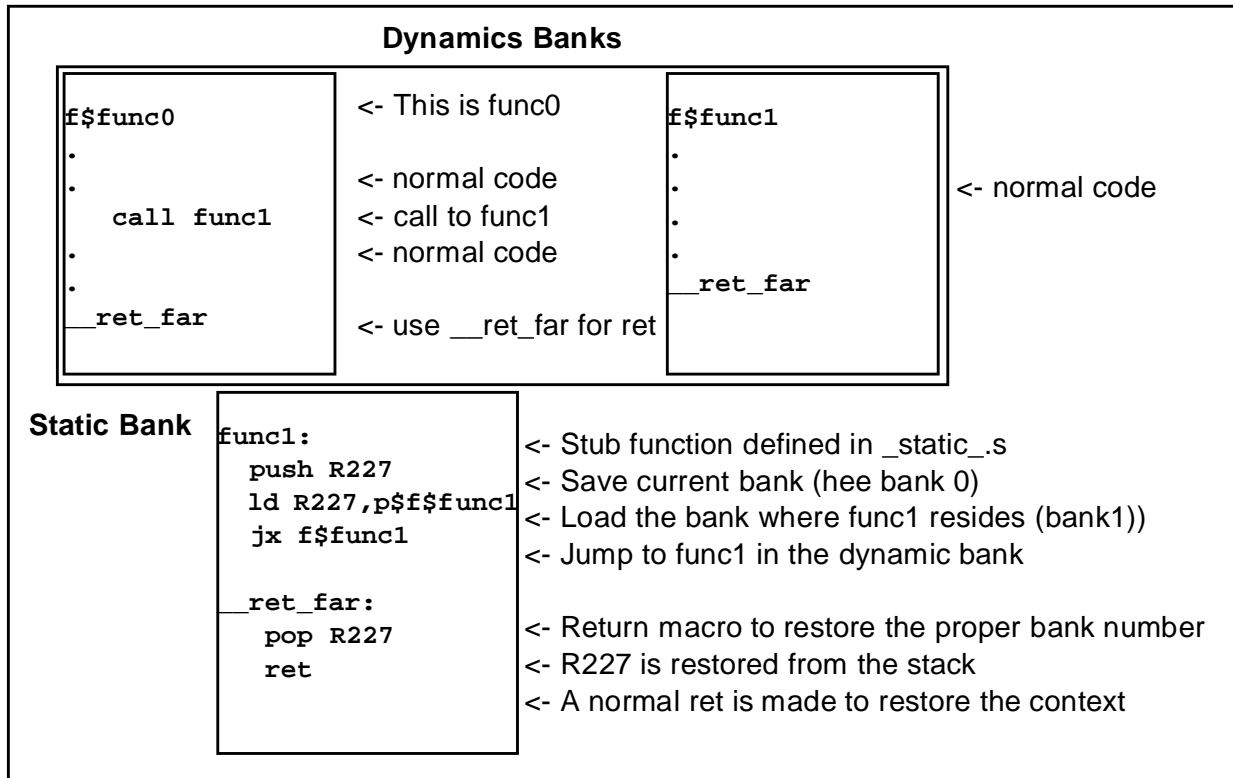 Dynamics Banks
f$func0 <- This is func0 f$func1
.
. <- normal code . <- normal code
call func1 <- call to func1 .
. <- normal code .
. __ret_far
__ret_far <- use __ret_far for ret
Static Bank
func1: <- Stub function defined in _static_.s
push R227 <- Save current bank (hee bank 0)
ld R227,p$f$func1 <- Load the bank where func1 resides (bank1))
jx f$func1 <- Jump to func1 in the dynamic bank
__ret_far: <- Return macro to restore the proper bank number
pop R227 <- R227 is restored from the stack
ret <- A normal ret is made to restore the context